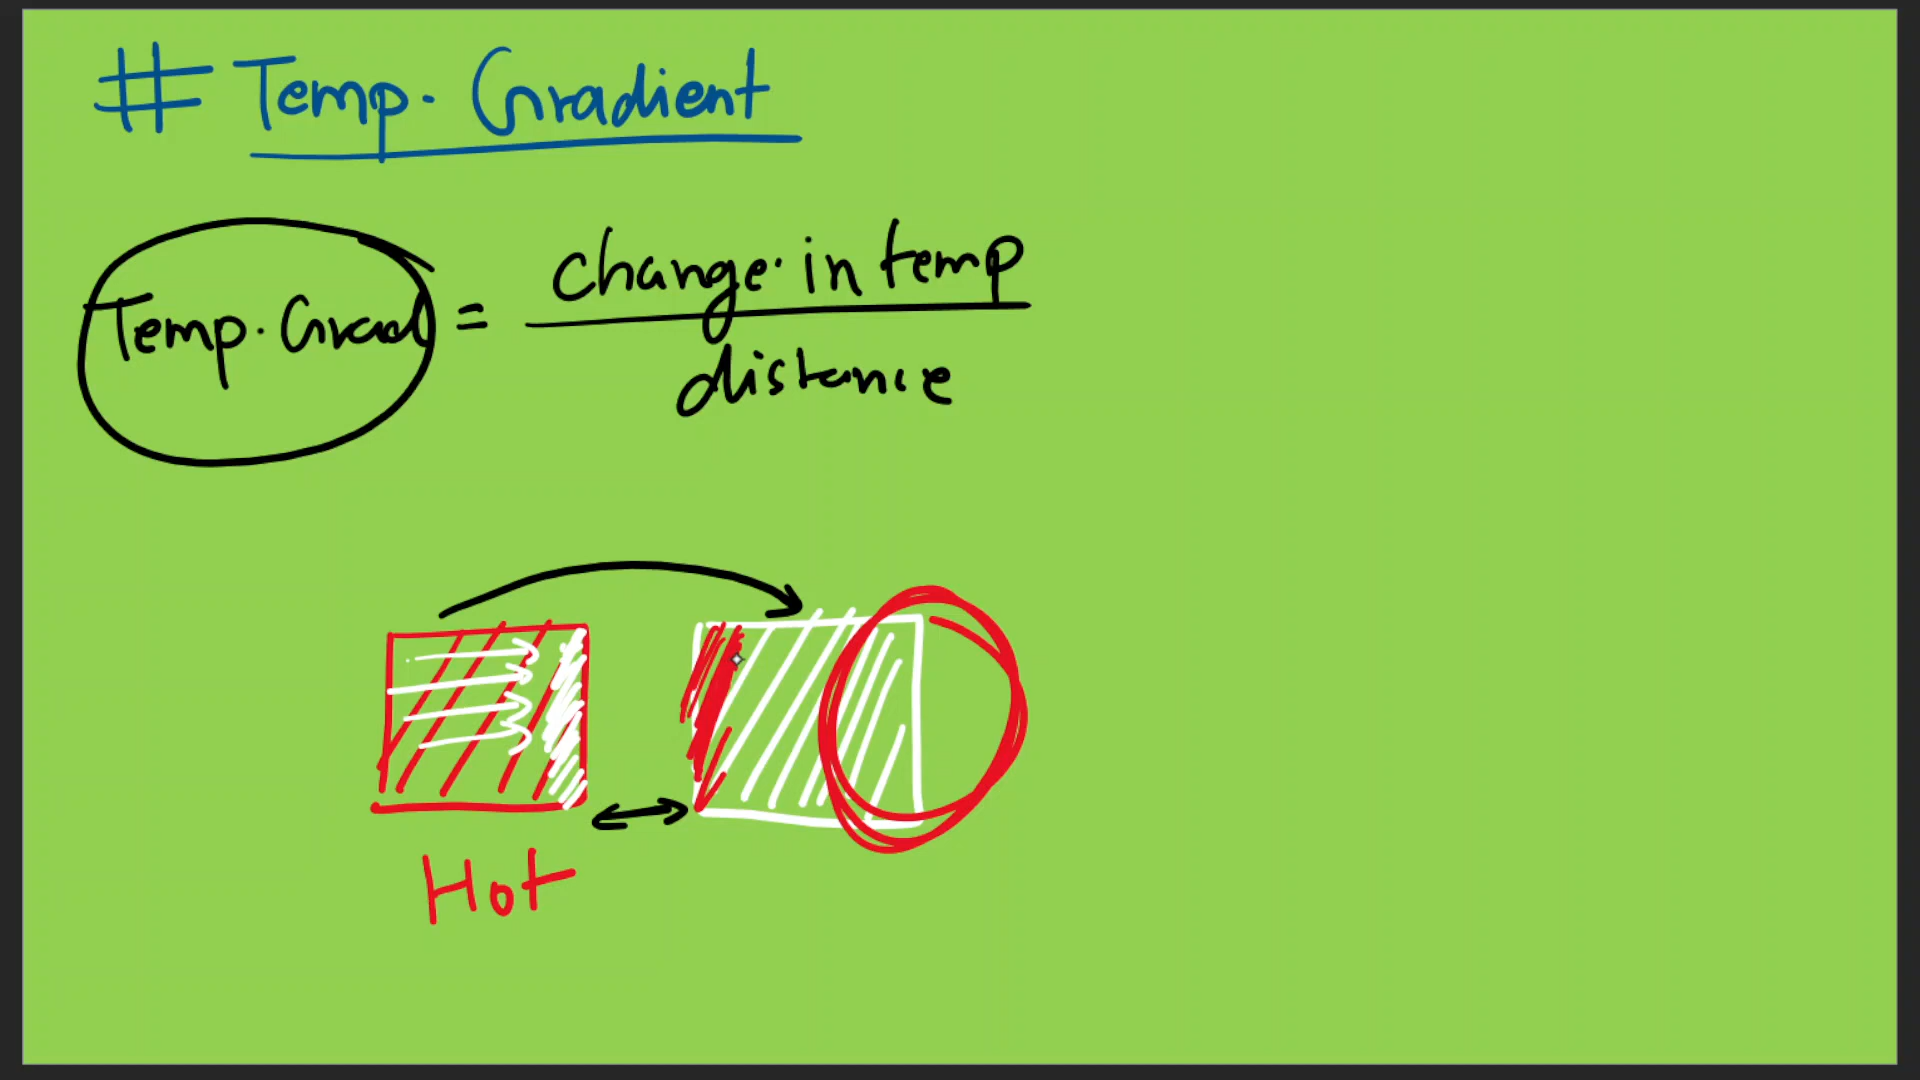 # Temp. Gradient
Temp. Grad = change in temp / distance
Hot